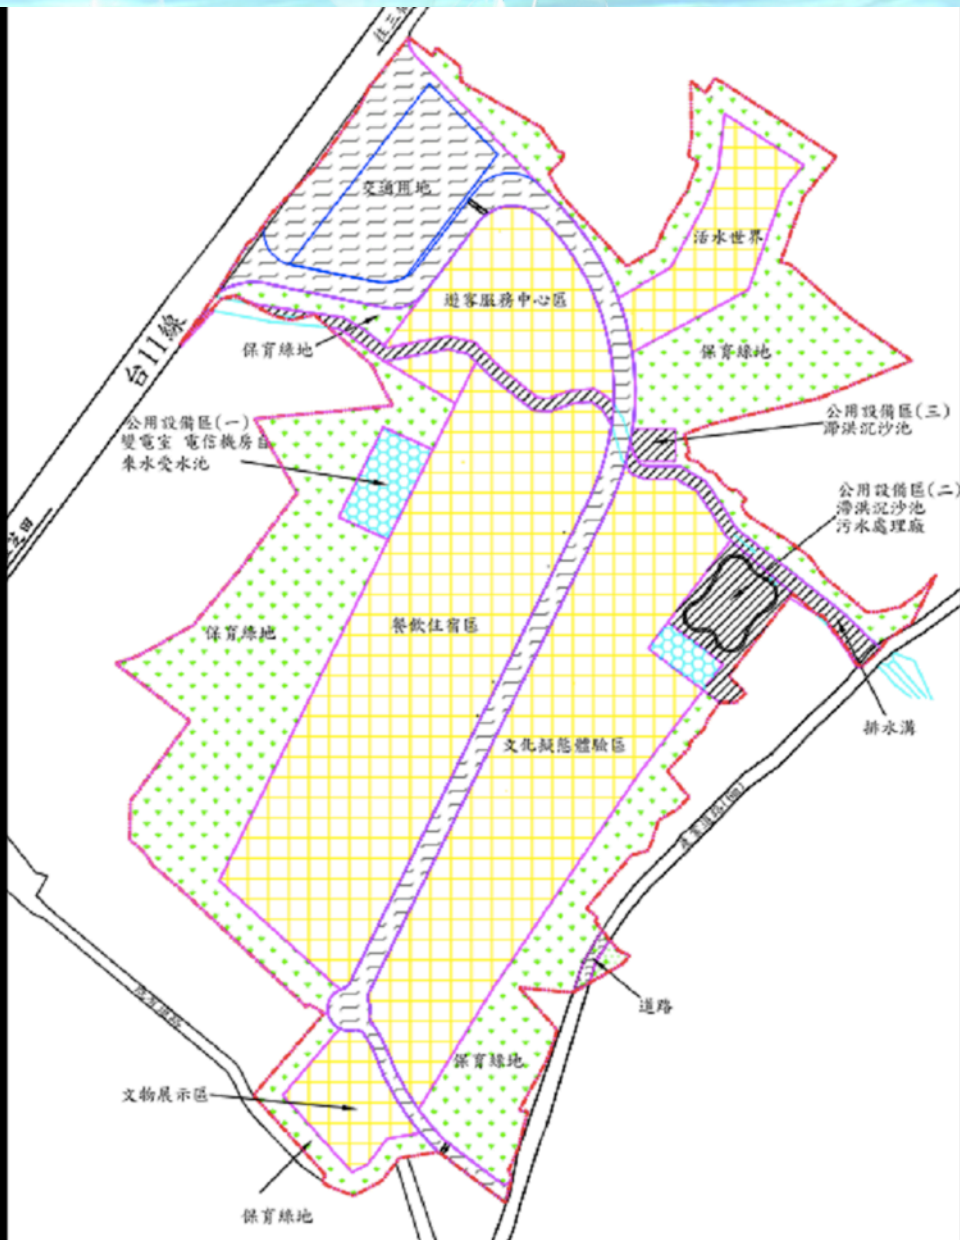 往三仙
交通用地
活水世界
遊客服務中心區
保育綠地
保育綠地
台11線
公用設備區(一)
變電室 電信機房自
來水受水池
公用設備區(三)
滯洪沉沙池
公用設備區(二)
滯洪沉沙池
污水處理廠
餐飲住宿區
保育綠地
排水溝
文化擬態體驗區
道路
保育綠地
文物展示區
保育綠地